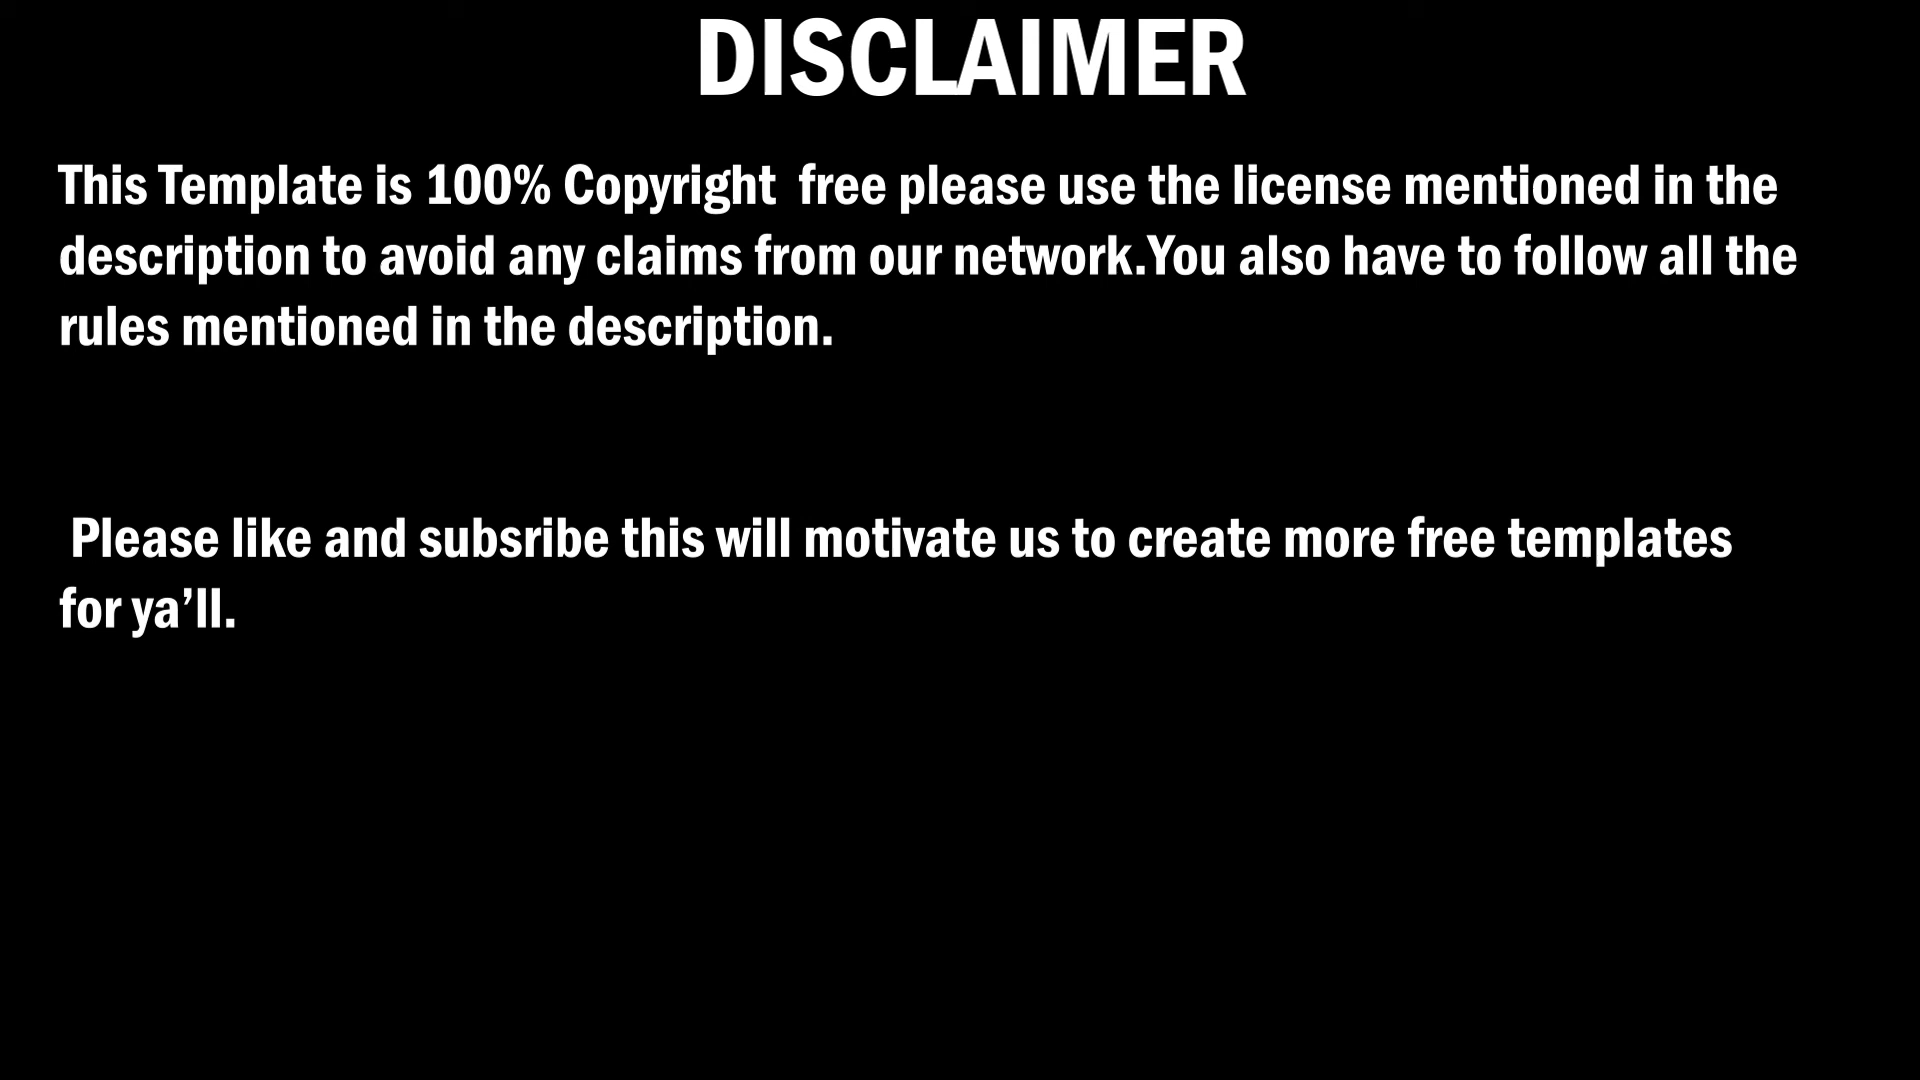 DISCLAIMER
This Template is 100% Copyright  free please use the license mentioned in the
description to avoid any claims from our network.You also have to follow all the
rules mentioned in the description.
Please like and subsribe this will motivate us to create more free templates
for ya’ll.